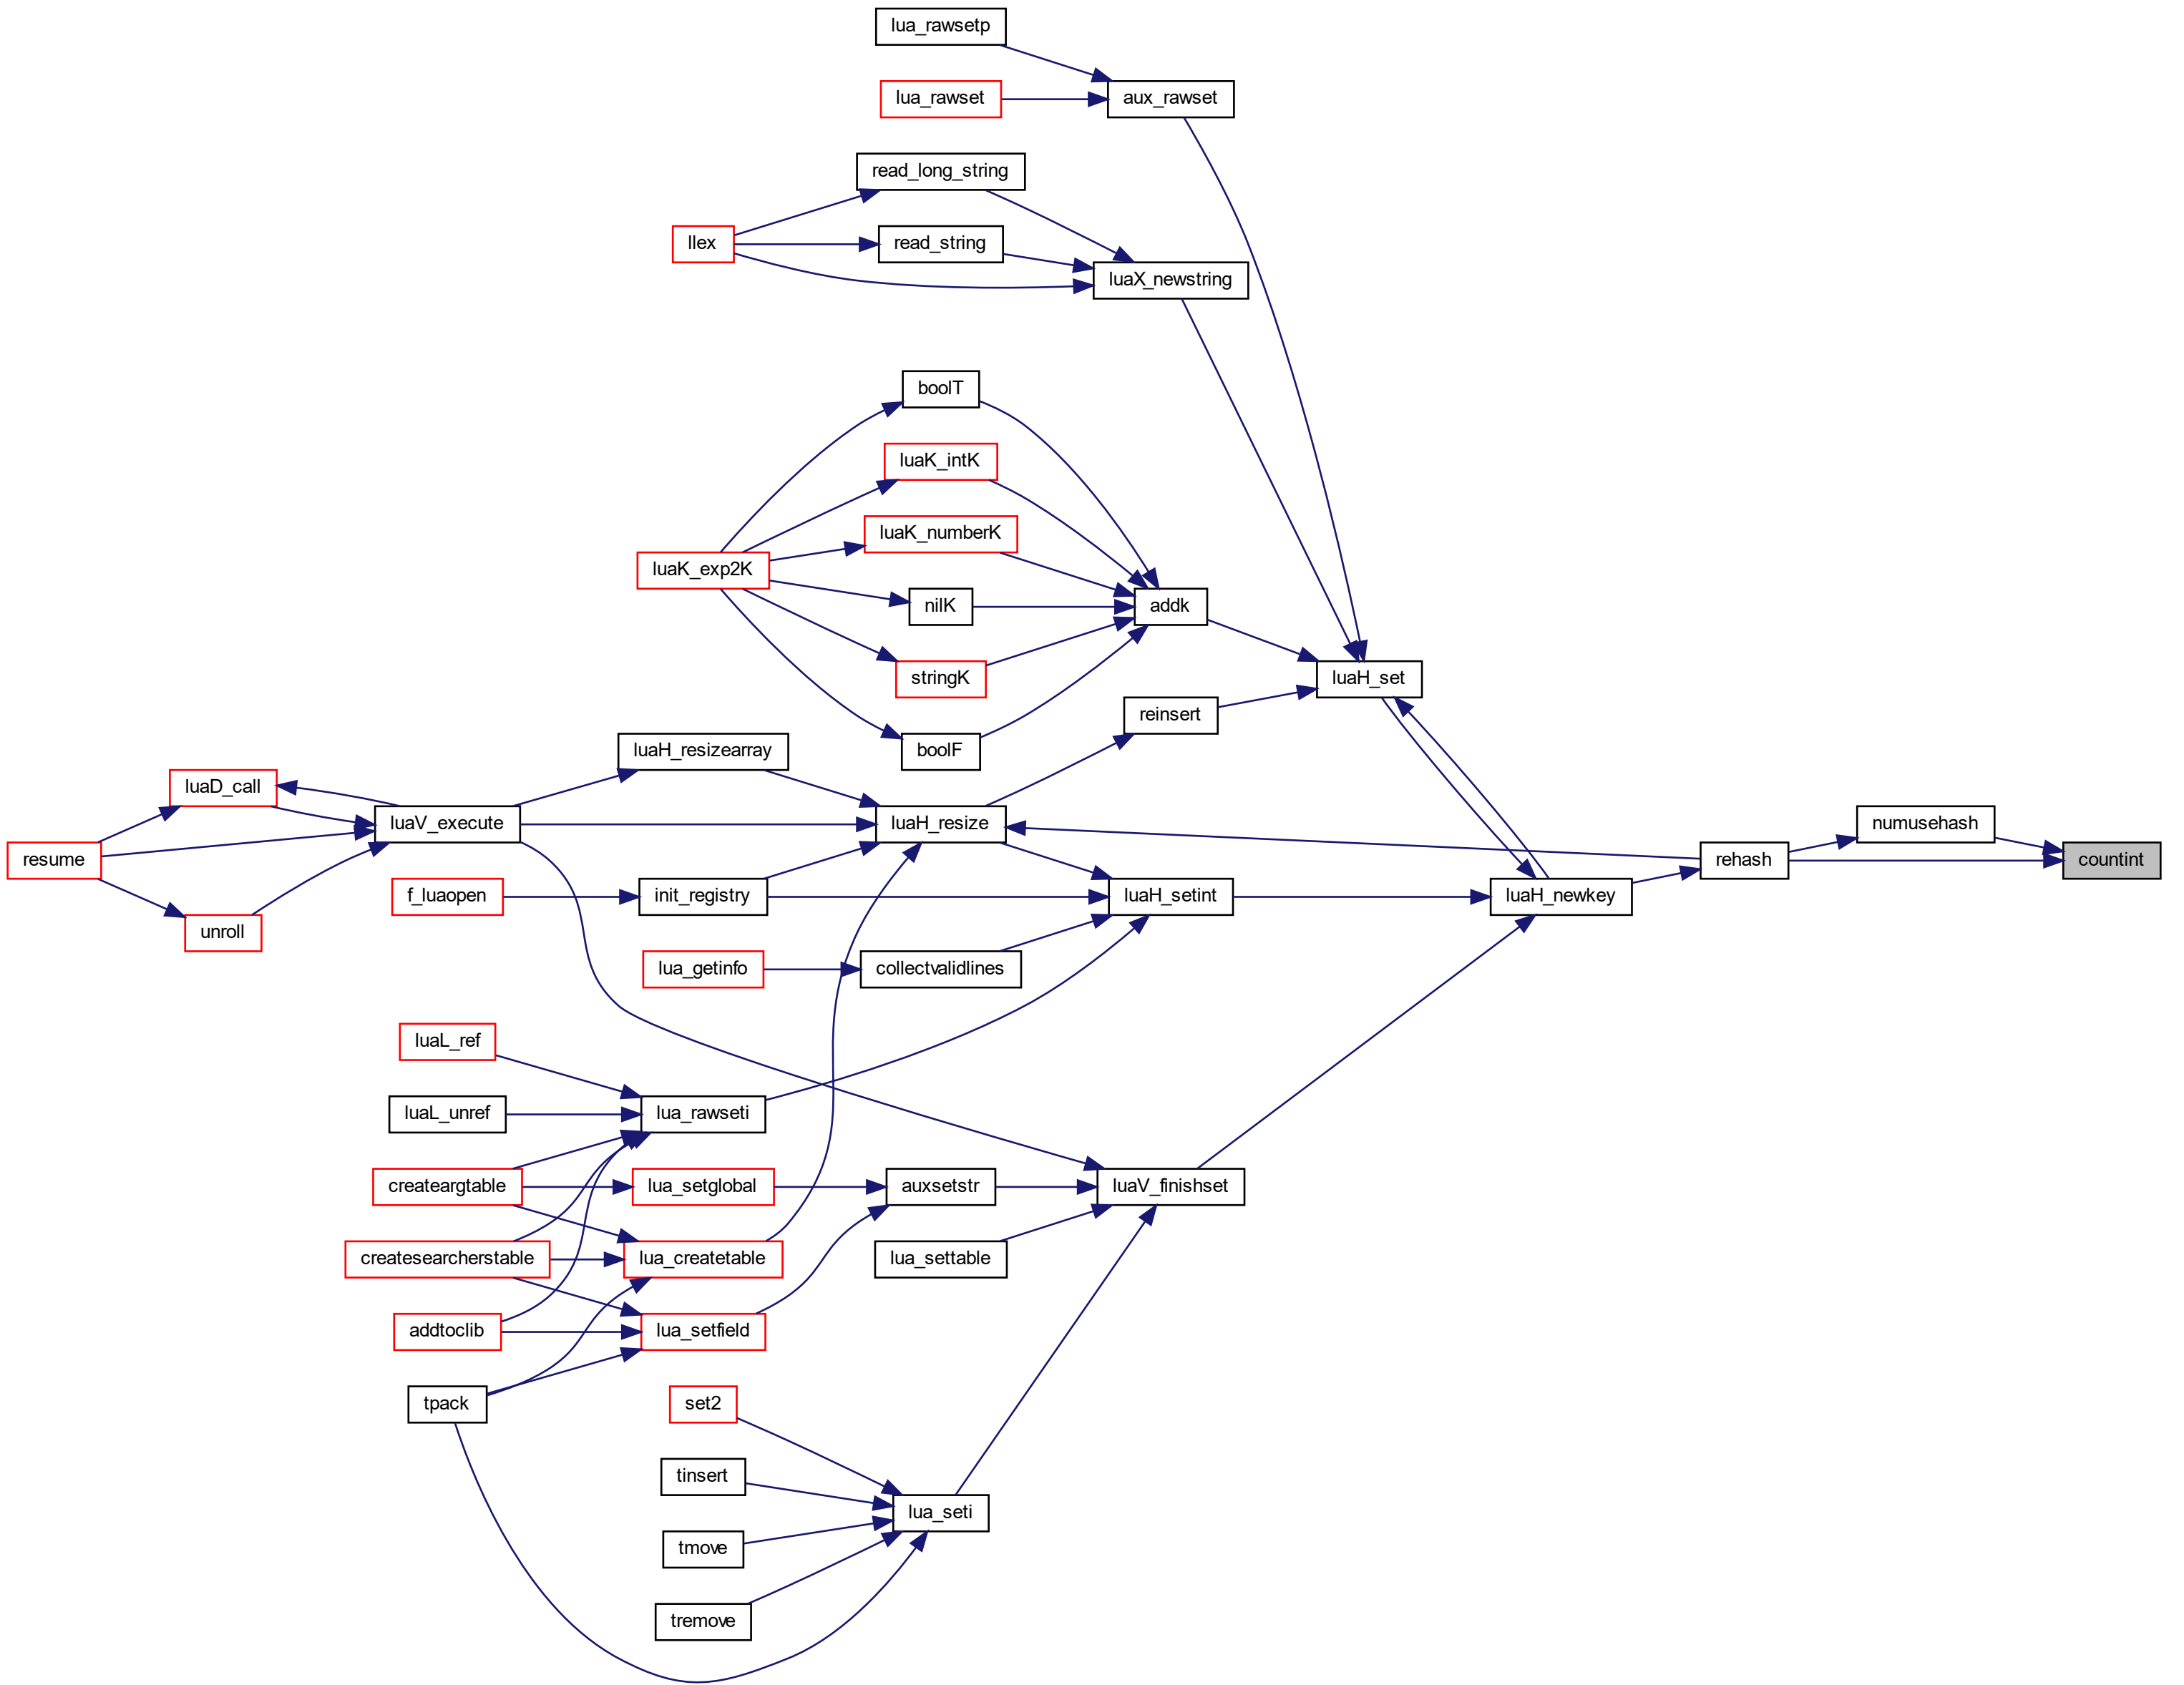 lua_rawsetp
lua_rawset
aux_rawset
read_long_string
llex
read_string
luaX_newstring
boolT
luaK_intK
luaK_numberK
luaK_exp2K
nilK
addk
stringK
luaH_set
reinsert
boolF
luaH_resizearray
luaD_call
luaV_execute
luaH_resize
numusehash
resume
rehash
countint
f_luaopen
init_registry
luaH_setint
luaH_newkey
unroll
lua_getinfo
collectvalidlines
luaL_ref
luaL_unref
lua_rawseti
createargtable
lua_setglobal
auxsetstr
luaV_finishset
createsearcherstable
lua_createtable
lua_settable
addtoclib
lua_setfield
tpack
set2
tinsert
lua_seti
tmove
tremove